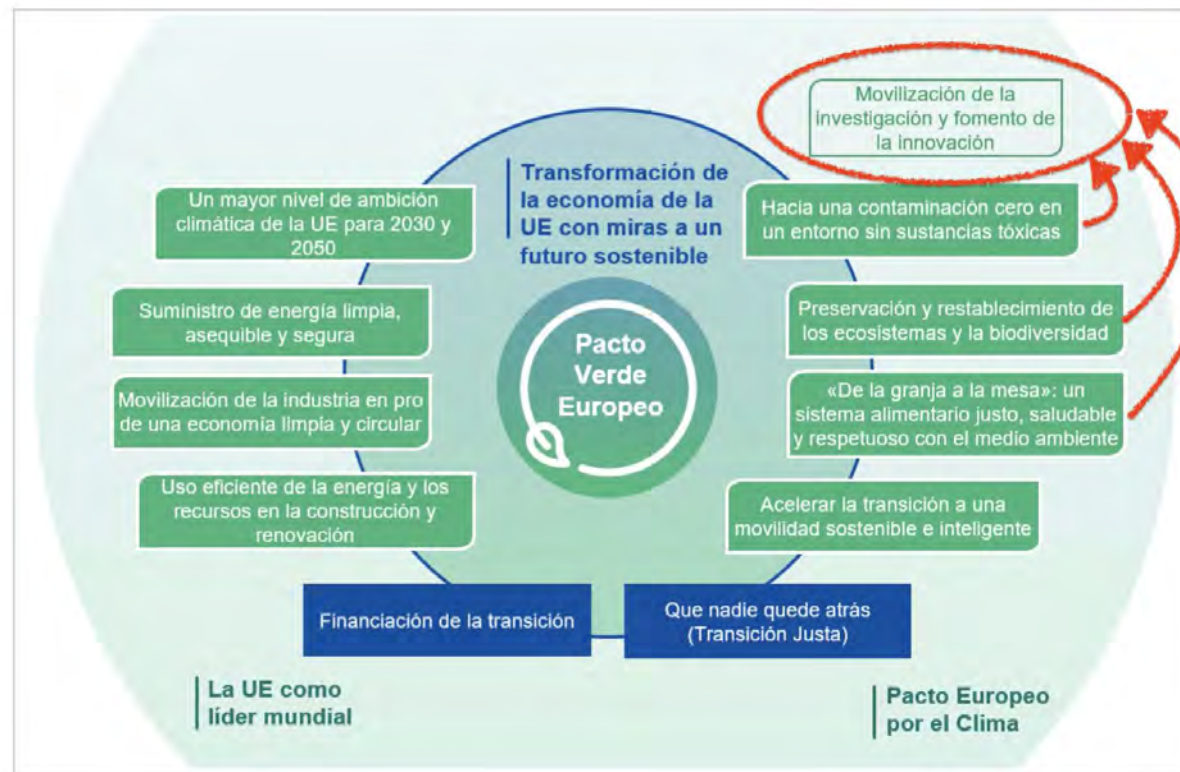 Movilización de la
investigación y fomento de
la innovación
Transformación de
la economía de la
UE con miras a un
futuro sostenible
Un mayor nivel de ambición
climática de la UE para 2030 y
2050
Hacia una contaminación cero en
un entorno sin sustancias tóxicas
Suministro de energía limpia,
asequible y segura
Preservación y restablecimiento de
los ecosistemas y la biodiversidad
Pacto
Verde
Europeo
Movilización de la industria en pro
de una economía limpia y circular
«De la granja a la mesa»: un
sistema alimentario justo, saludable
y respetuoso con el medio ambiente
Uso eficiente de la energía y los
recursos en la construcción y
renovación
Acelerar la transición a una
movilidad sostenible e inteligente
Financiación de la transición
Que nadie quede atrás
(Transición Justa)
La UE como
líder mundial
Pacto Europeo
por el Clima